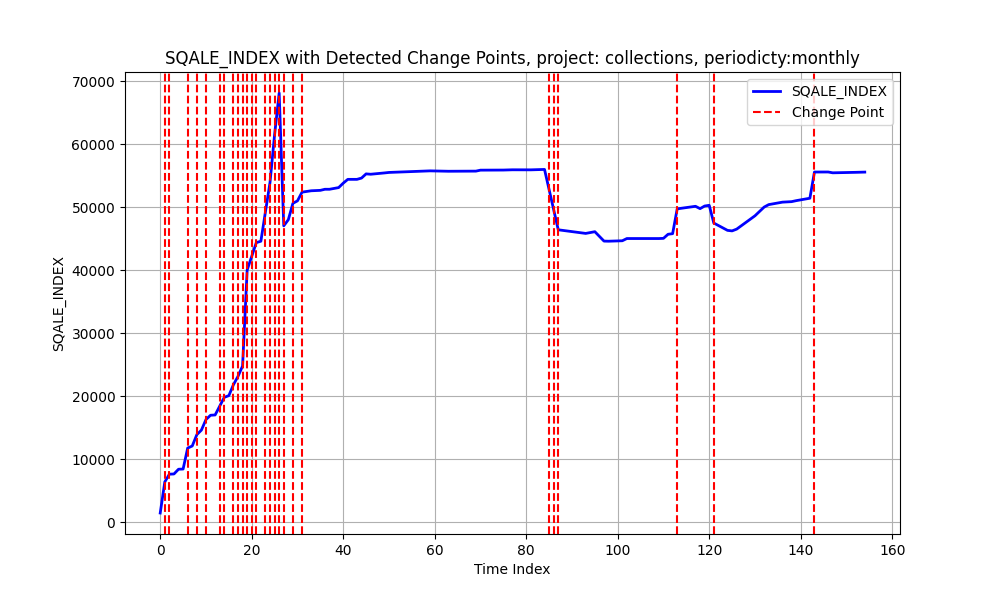 SQALE_INDEX with Detected Change Points, project: collections, periodicty:monthly
SQALE_INDEX
Change Point
70000
60000
50000
40000
30000
20000
10000
0
SQALE_INDEX
0 20 40 60 80 100 120 140 160
Time Index